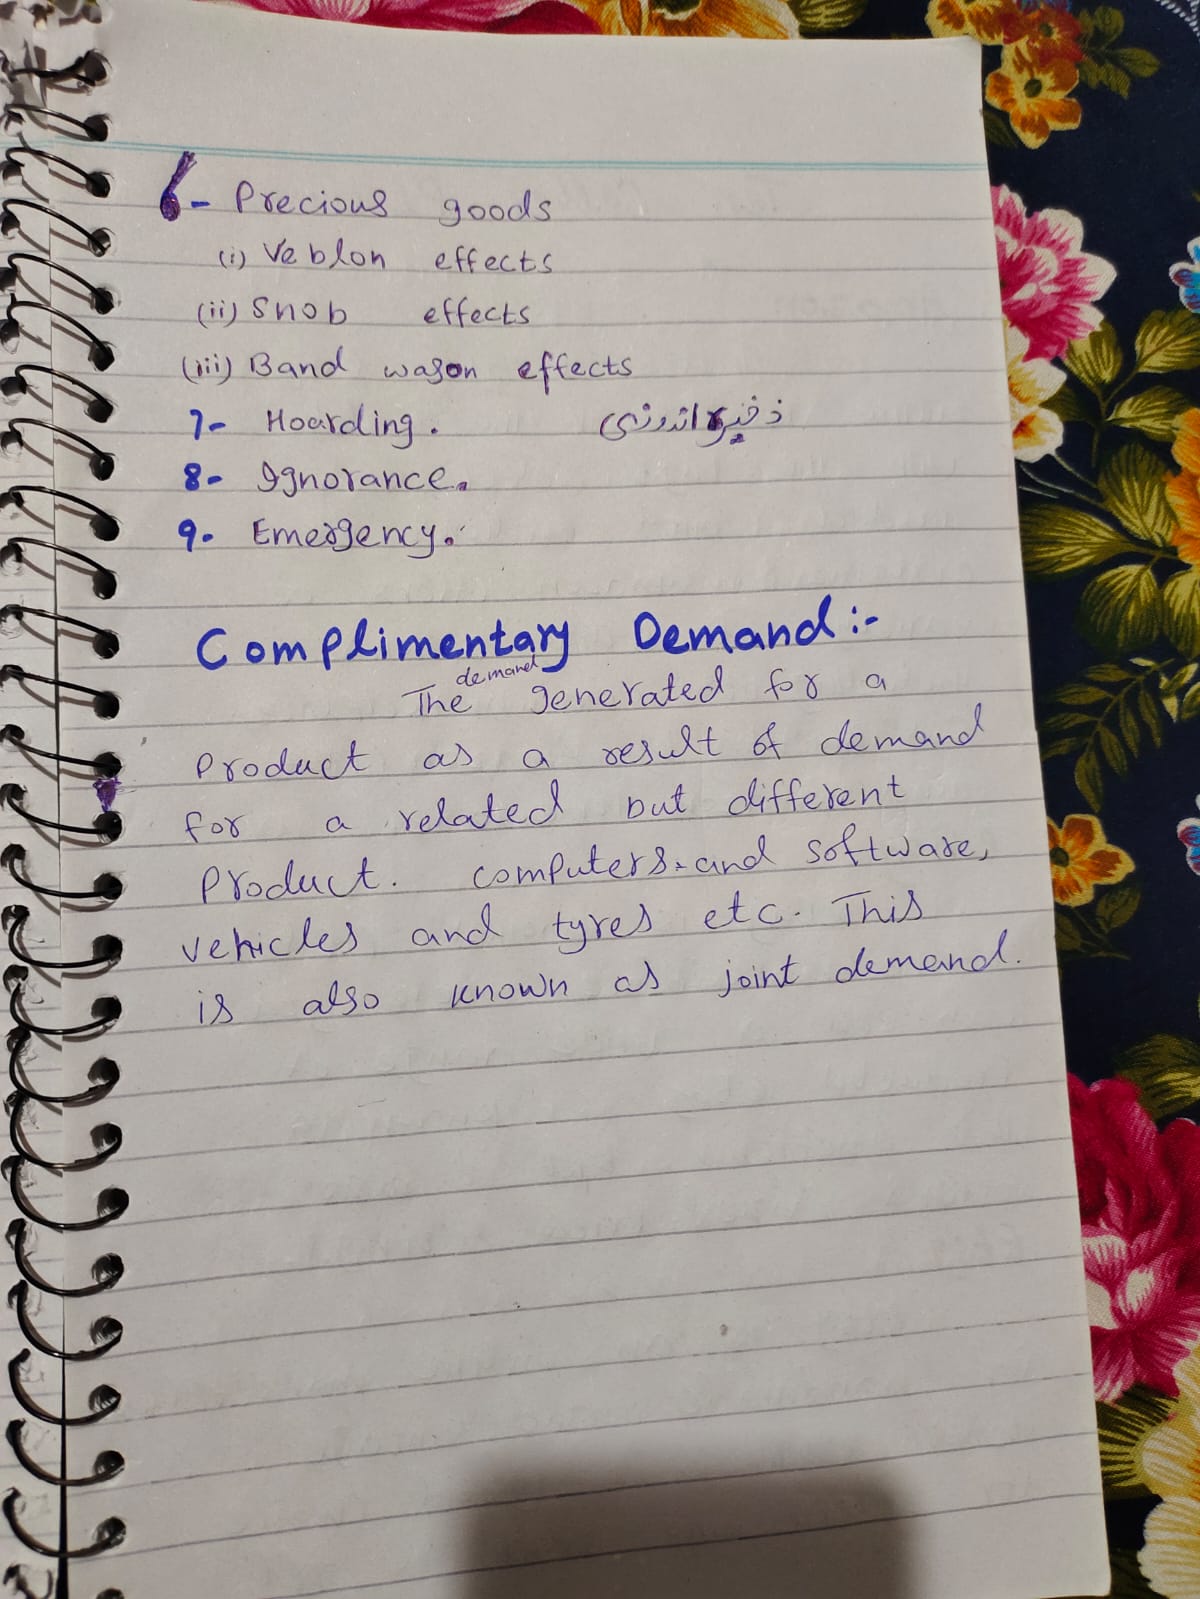 6- Precious goods
(i) Veblon effects
(ii) Snob effects
(iii) Band wagon effects
7- Hoarding. ذخیرہ اندوزی
8- Ignorance.
9- Emergency.
Complimentary Demand:-
demand
The generated for a
Product as a result of demand
for a related but different
Product. computers and software,
vehicles and tyres etc. This
is also known as joint demand.